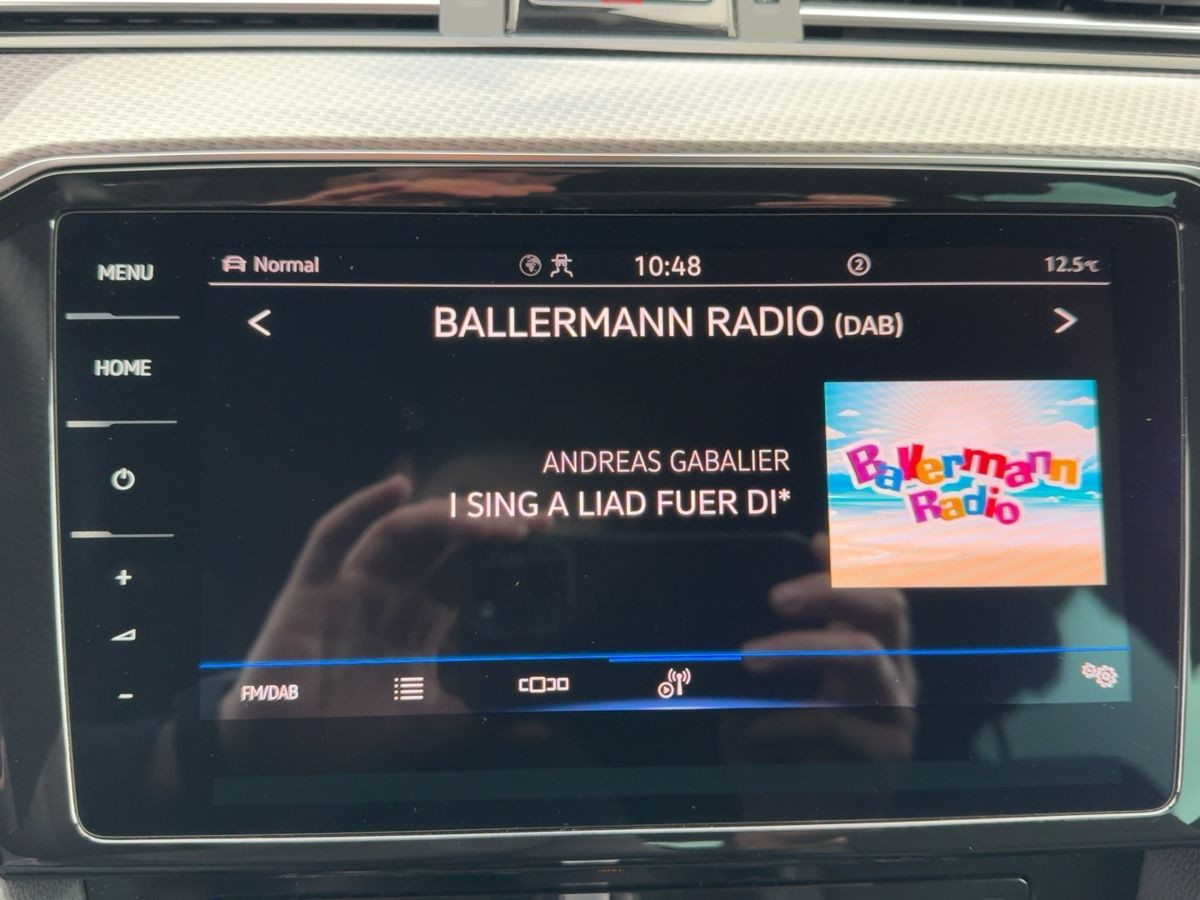 MENU
HOME
+
-
Normal
10:48
2
12.5°C
< BALLERMANN RADIO (DAB) >
ANDREAS GABALIER
I SING A LIAD FUER DI*
Ballermann
Radio
FM/DAB